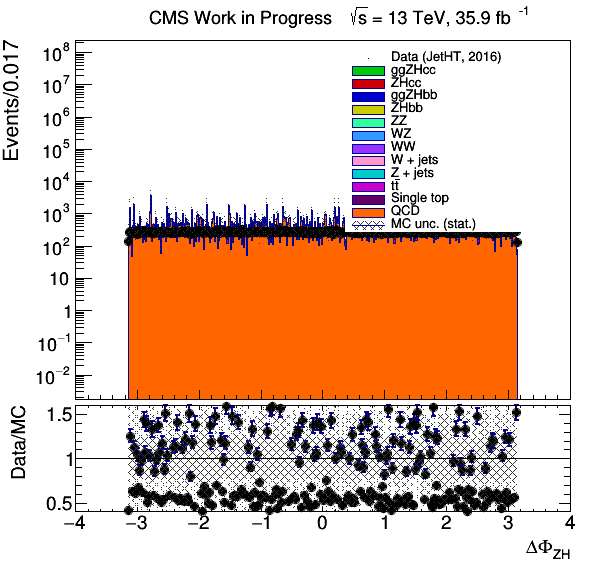 CMS Work in Progress √s = 13 TeV, 35.9 fb⁻¹
Events/0.017
10⁸
10⁷
10⁶
10⁵
10⁴
10³
10²
10
1
10⁻¹
10⁻²
Data (JetHT, 2016)
ggZHcc
ZHcc
ggZHbb
ZHbb
ZZ
WZ
WW
W + jets
Z + jets
tt̄
Single top
QCD
MC unc. (stat.)
Data/MC
1.5
1
0.5
−4 −3 −2 −1 0 1 2 3 4
ΔΦ_ZH